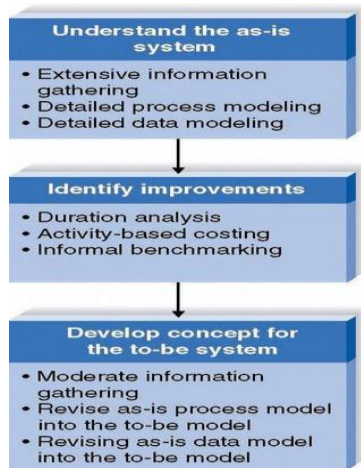 Understand the as-is
system
• Extensive information
gathering
• Detailed process modeling
• Detailed data modeling
Identify improvements
• Duration analysis
• Activity-based costing
• Informal benchmarking
Develop concept for
the to-be system
• Moderate information
gathering
• Revise as-is process model
into the to-be model
• Revising as-is data model
into the to-be model